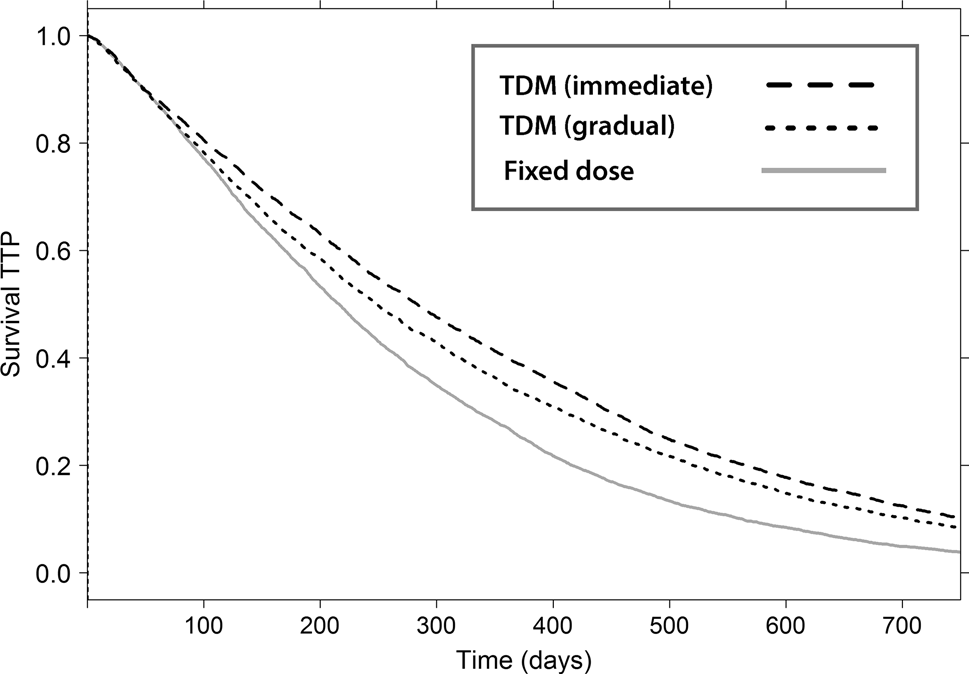 TDM (immediate)
TDM (gradual)
Fixed dose
Survival TTP
1.0
0.8
0.6
0.4
0.2
0.0
100 200 300 400 500 600 700
Time (days)